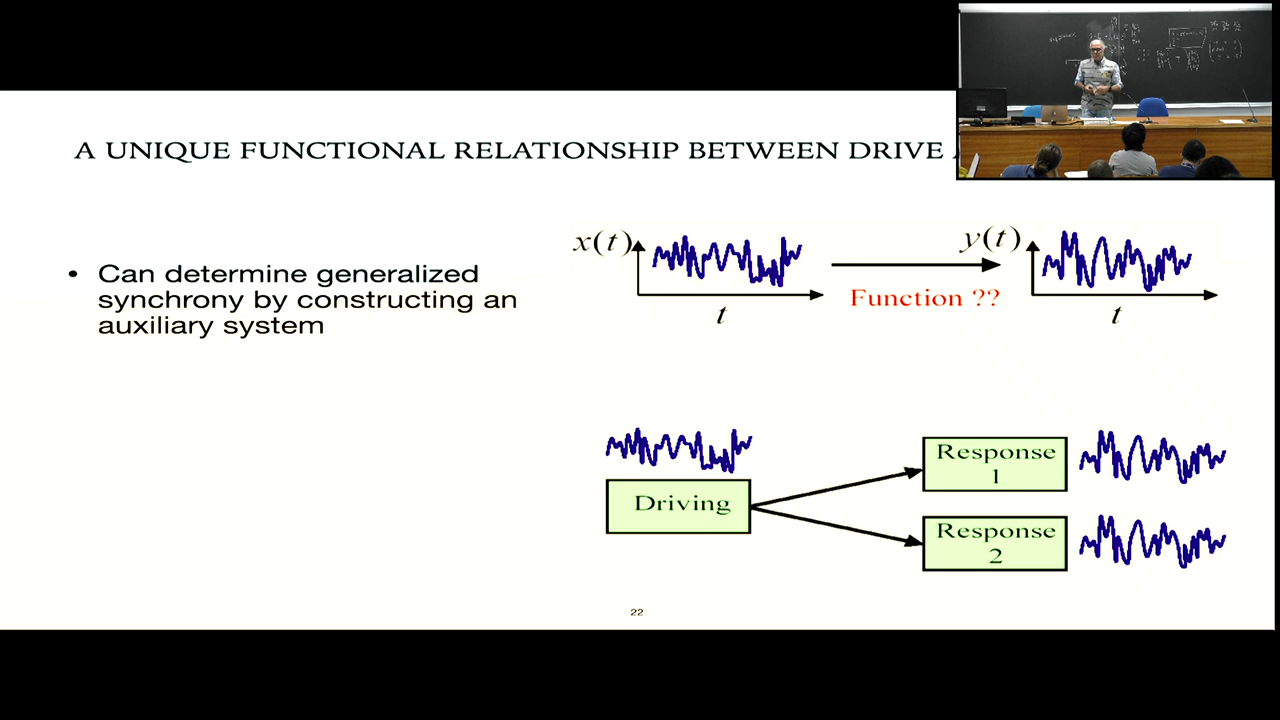 A UNIQUE FUNCTIONAL RELATIONSHIP BETWEEN DRIVE
• Can determine generalized
synchrony by constructing an
auxiliary system
x(t)
y(t)
Function ??
t
t
Driving
Response
1
Response
2
22